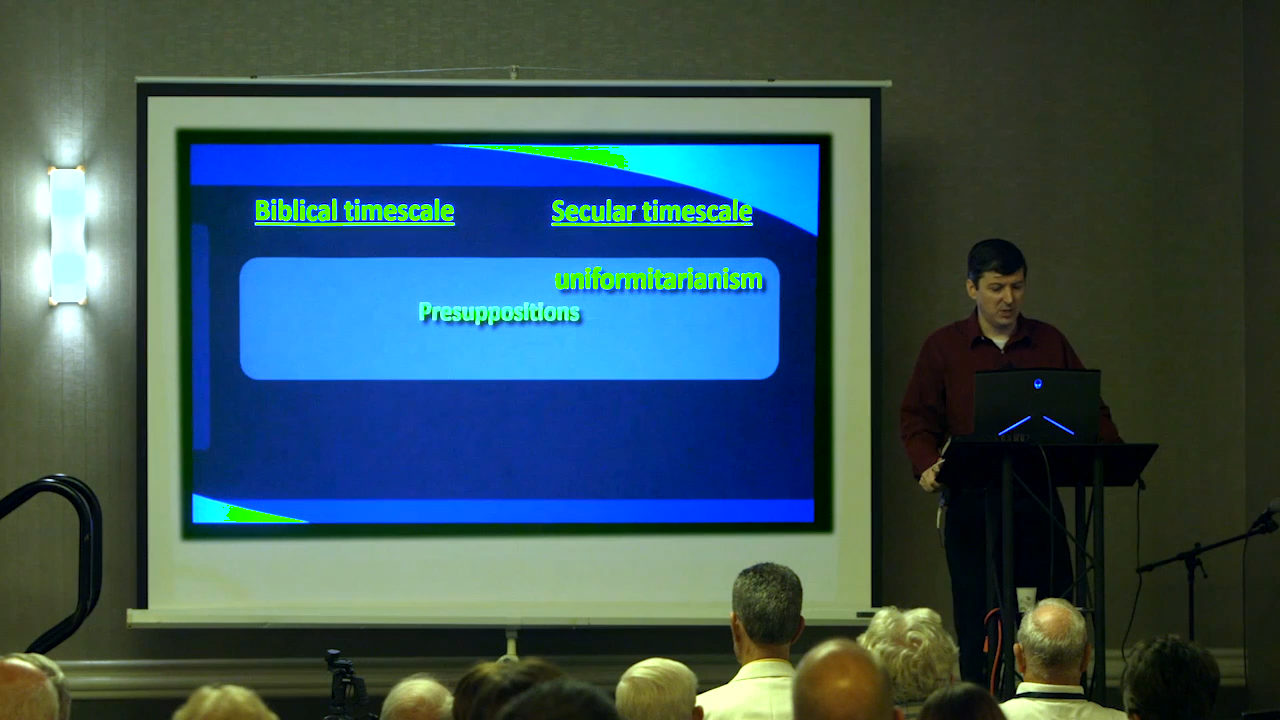 Biblical timescale
Secular timescale
uniformitarianism
Presuppositions